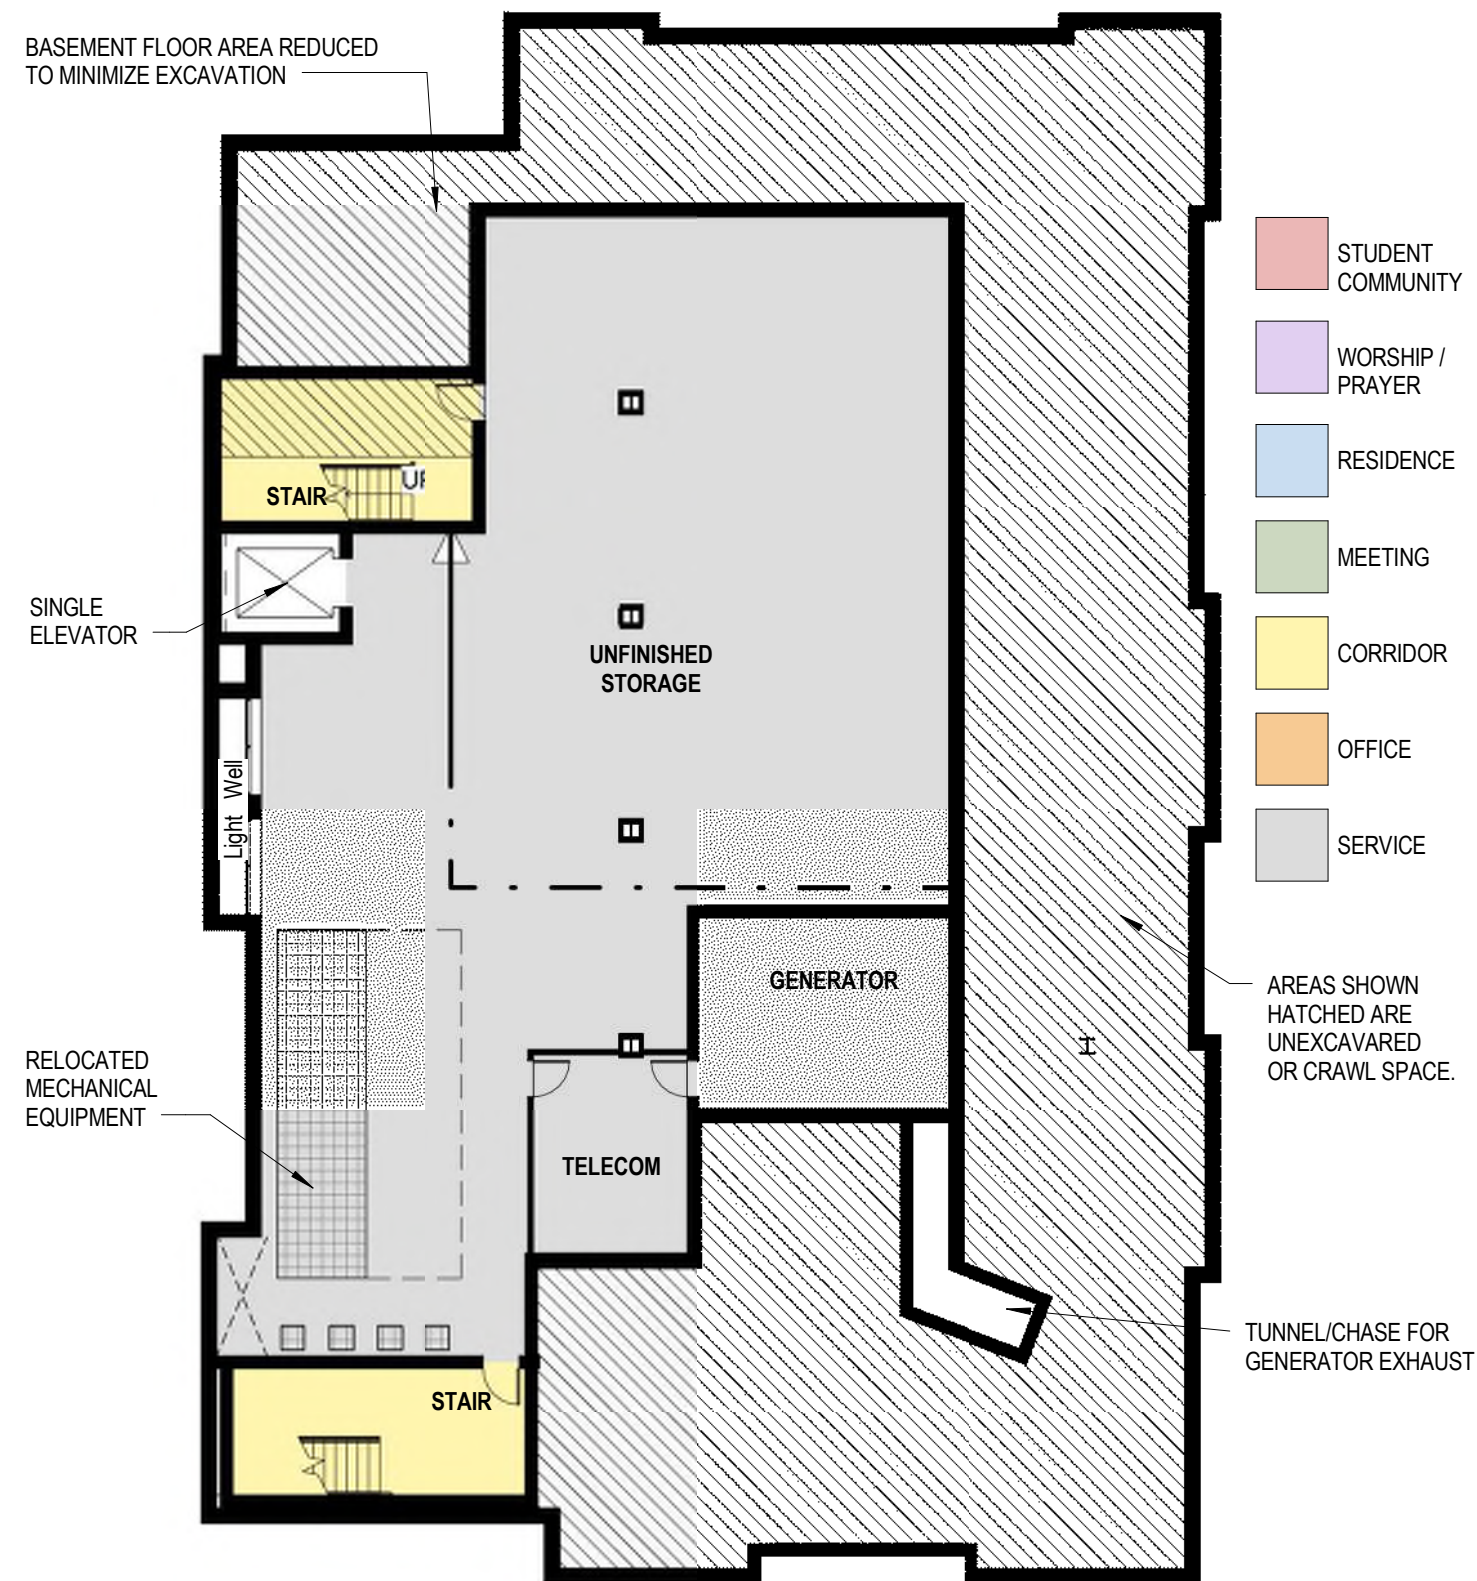 BASEMENT FLOOR AREA REDUCED
TO MINIMIZE EXCAVATION
STUDENT
COMMUNITY
WORSHIP /
PRAYER
RESIDENCE
MEETING
CORRIDOR
OFFICE
SERVICE
UP
STAIR
SINGLE
ELEVATOR
UNFINISHED
STORAGE
Light Well
GENERATOR
AREAS SHOWN
HATCHED ARE
UNEXCAVARED
OR CRAWL SPACE.
RELOCATED
MECHANICAL
EQUIPMENT
TELECOM
TUNNEL/CHASE FOR
GENERATOR EXHAUST
STAIR